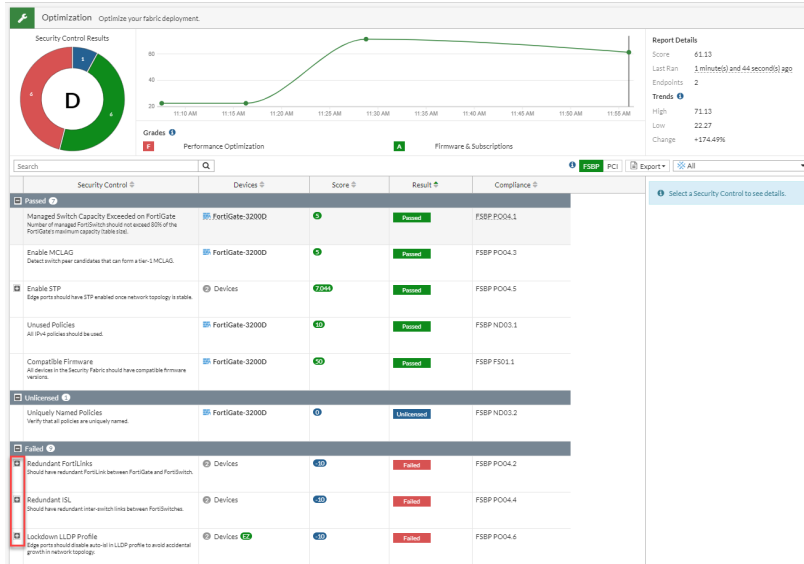 Optimization Optimize your fabric deployment.
Security Control Results
1
6
6
D
60
40
20
11:10 AM 11:15 AM 11:20 AM 11:25 AM 11:30 AM 11:35 AM 11:40 AM 11:45 AM 11:50 AM 11:55 AM
Grades
F Performance Optimization A Firmware & Subscriptions
Report Details
Score 61.13
Last Ran 1 minute(s) and 44 second(s) ago
Endpoints 2
Trends
High 71.13
Low 22.27
Change +174.49%
Search FSBP PCI Export All
Security Control Devices Score Result Compliance
Select a Security Control to see details.
Passed
Managed Switch Capacity Exceeded on FortiGate FortiGate-3200D 5 Passed FSBP PO04.1
Number of managed FortiSwitch should not exceed 80% of the
FortiGate's maximum capacity (table size).
Enable MCLAG FortiGate-3200D 5 Passed FSBP PO04.3
Detect switch peer candidates that can form a tier-1 MCLAG.
Enable STP 2 Devices 7,044 Passed FSBP PO04.5
Edge ports should have STP enabled once network topology is stable.
Unused Policies FortiGate-3200D 10 Passed FSBP ND03.1
All IPv4 policies should be used.
Compatible Firmware FortiGate-3200D 50 Passed FSBP FS01.1
All devices in the Security Fabric should have compatible firmware
versions.
Unlicensed 1
Uniquely Named Policies FortiGate-3200D 0 Unlicensed FSBP ND03.2
Verify that all policies are uniquely named.
Failed
Redundant FortiLinks 2 Devices -10 Failed FSBP PO04.2
Should have redundant FortiLink between FortiGate and FortiSwitch.
Redundant ISL 2 Devices -10 Failed FSBP PO04.4
Should have redundant inter-switch links between FortiSwitches.
Lockdown LLDP Profile 2 Devices EZ -10 Failed FSBP PO04.6
Edge ports should disable auto-isl in LLDP profile to avoid accidental
growth in network topology.